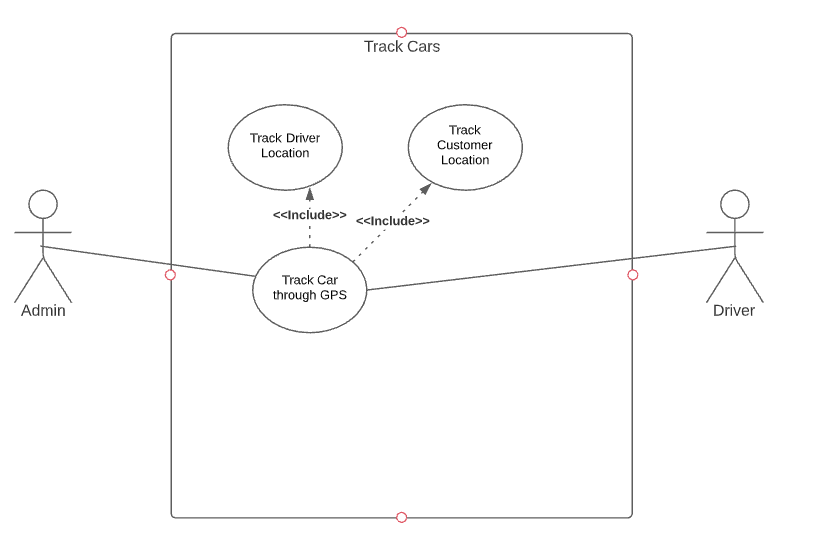 Track Cars
Track Driver
Location
Track
Customer
Location
<<Include>>
<<Include>>
Track Car
through GPS
Admin
Driver